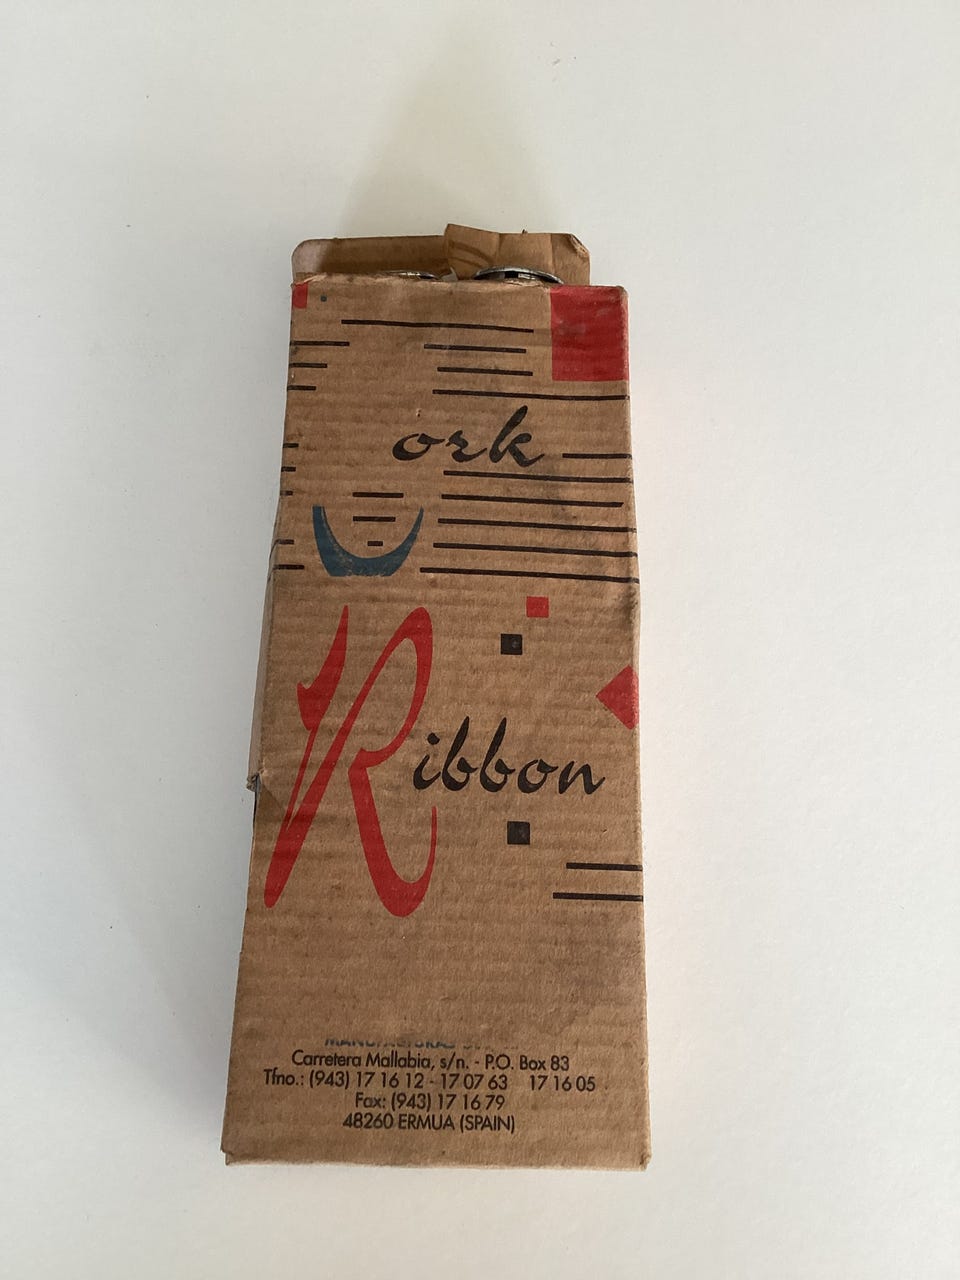 ork
Ribbon
Carretera Mallabia, s/n. - P.O. Box 83
Tfno.: (943) 17 16 12 - 17 07 63 17 16 05
Fax: (943) 17 16 79
48260 ERMUA (SPAIN)